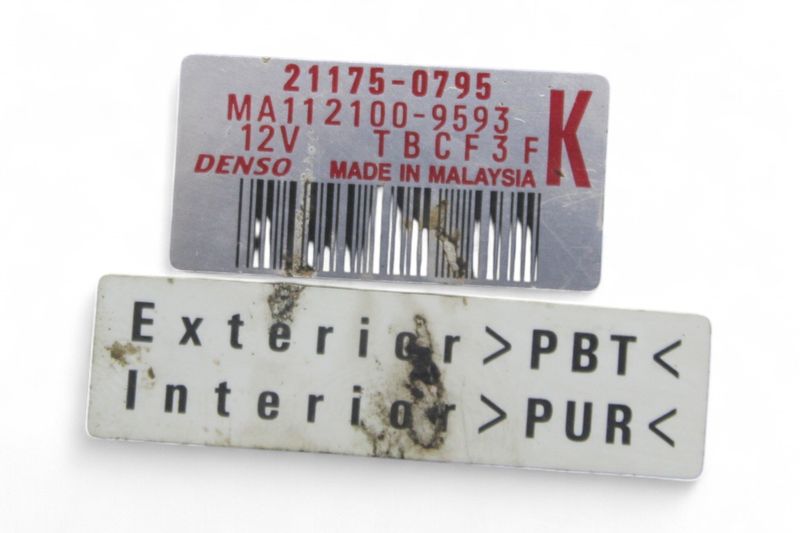 21175-0795
MA112100-9593
12V TBCF3F K
DENSO MADE IN MALAYSIA
Exterior>PBT<
Interior>PUR<